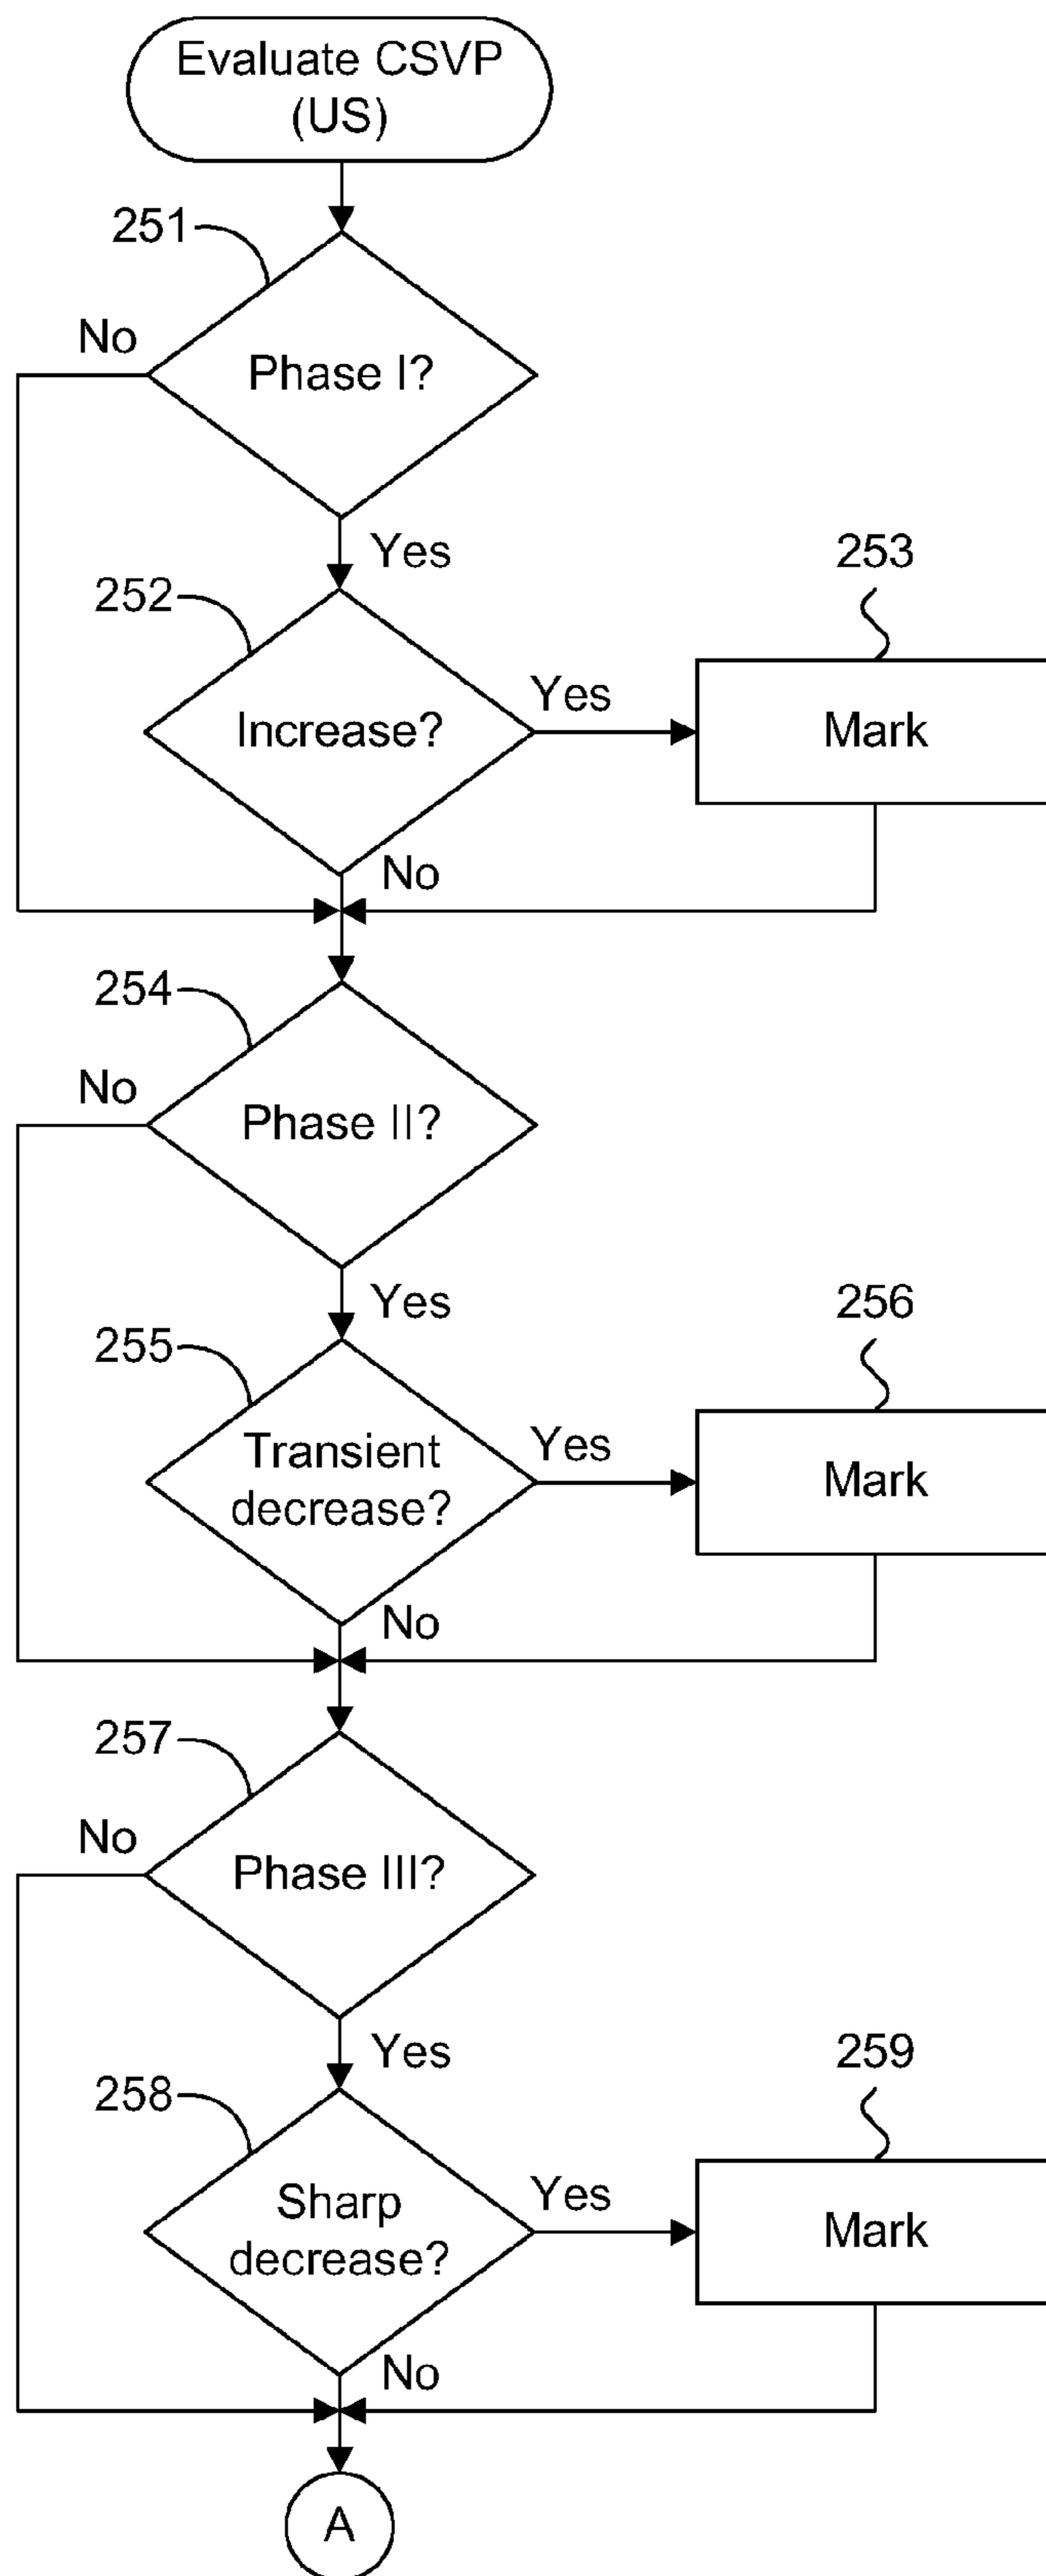 Evaluate CSVP
(US)
251
No
Phase I?
Yes
252
253
Increase?
Yes
Mark
No
254
No
Phase II?
Yes
255
256
Transient
decrease?
Yes
Mark
No
257
No
Phase III?
Yes
258
259
Sharp
decrease?
Yes
Mark
No
A